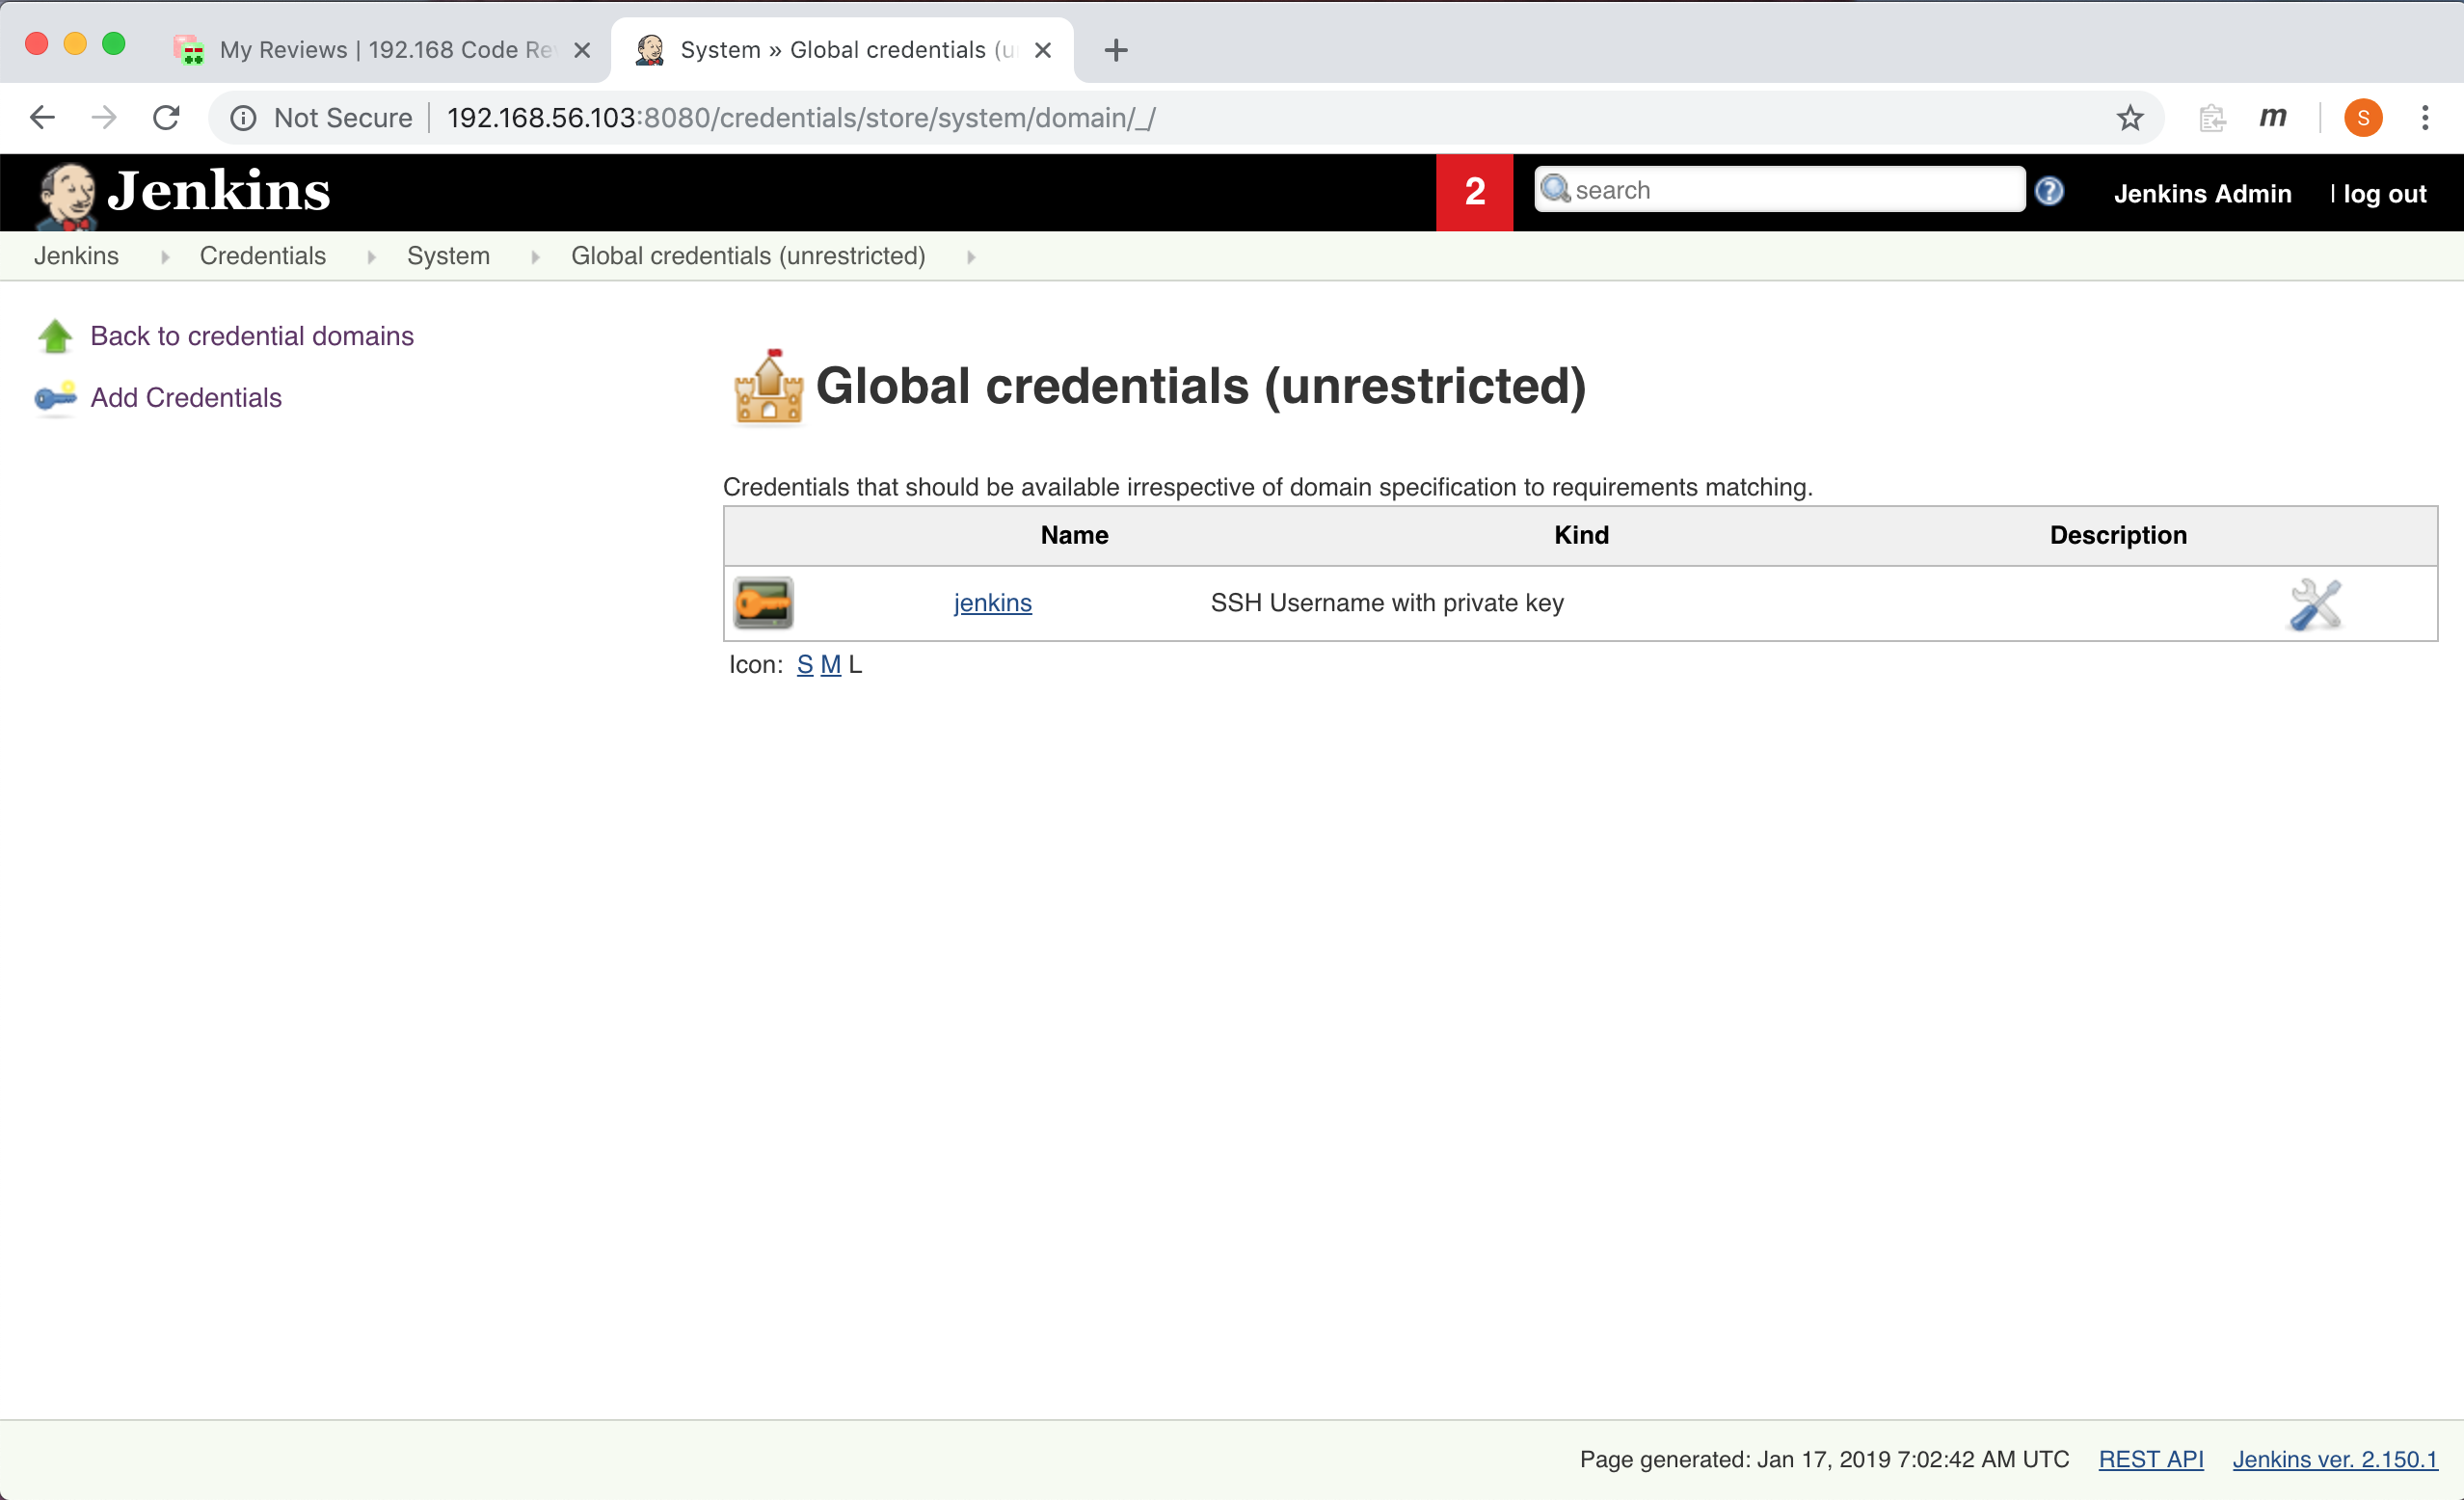 My Reviews | 192.168 Code Re
System » Global credentials (u
Not Secure
192.168.56.103:8080/credentials/store/system/domain/_/
m
S
Jenkins
2
search
?
Jenkins Admin
| log out
Jenkins
Credentials
System
Global credentials (unrestricted)
Back to credential domains
Add Credentials
Global credentials (unrestricted)
Credentials that should be available irrespective of domain specification to requirements matching.
Name Kind Description
jenkins SSH Username with private key
Icon: S M L
Page generated: Jan 17, 2019 7:02:42 AM UTC REST API Jenkins ver. 2.150.1